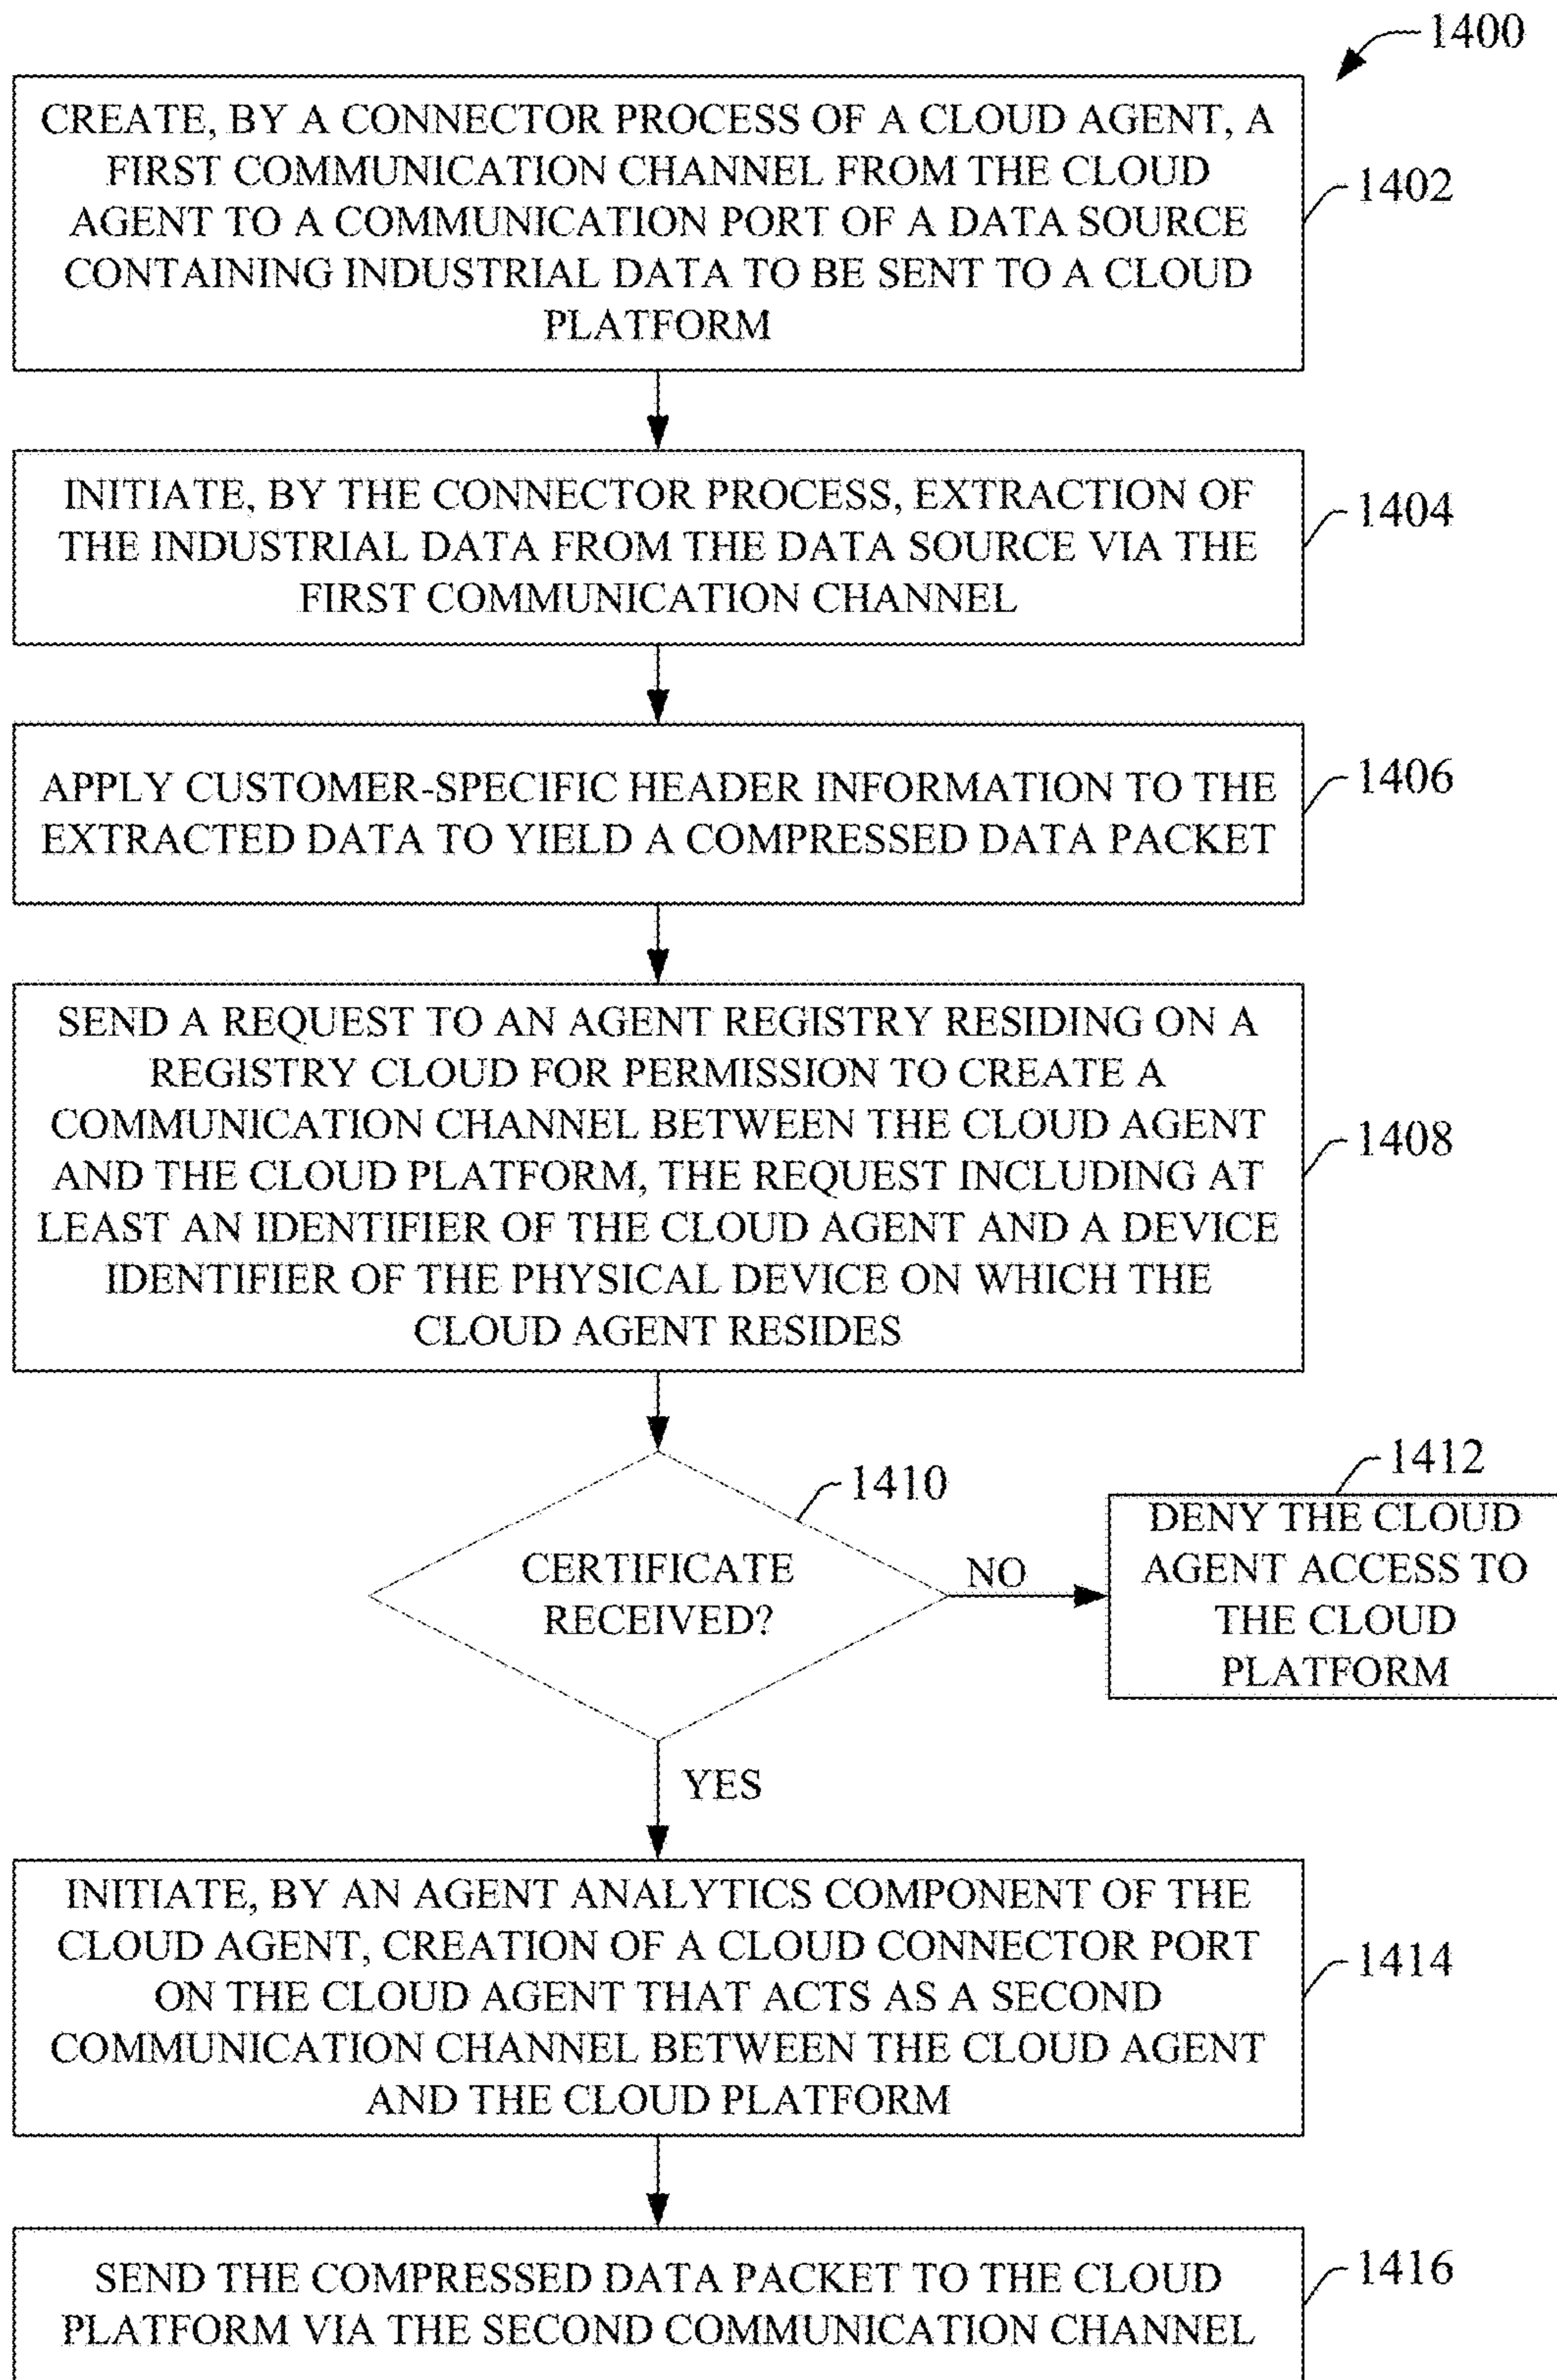 1400
CREATE, BY A CONNECTOR PROCESS OF A CLOUD AGENT, A
FIRST COMMUNICATION CHANNEL FROM THE CLOUD
AGENT TO A COMMUNICATION PORT OF A DATA SOURCE
CONTAINING INDUSTRIAL DATA TO BE SENT TO A CLOUD
PLATFORM
1402
INITIATE, BY THE CONNECTOR PROCESS, EXTRACTION OF
THE INDUSTRIAL DATA FROM THE DATA SOURCE VIA THE
FIRST COMMUNICATION CHANNEL
1404
APPLY CUSTOMER-SPECIFIC HEADER INFORMATION TO THE
EXTRACTED DATA TO YIELD A COMPRESSED DATA PACKET
1406
SEND A REQUEST TO AN AGENT REGISTRY RESIDING ON A
REGISTRY CLOUD FOR PERMISSION TO CREATE A
COMMUNICATION CHANNEL BETWEEN THE CLOUD AGENT
AND THE CLOUD PLATFORM, THE REQUEST INCLUDING AT
LEAST AN IDENTIFIER OF THE CLOUD AGENT AND A DEVICE
IDENTIFIER OF THE PHYSICAL DEVICE ON WHICH THE
CLOUD AGENT RESIDES
1408
1410
CERTIFICATE
RECEIVED?
NO
1412
DENY THE CLOUD
AGENT ACCESS TO
THE CLOUD
PLATFORM
YES
INITIATE, BY AN AGENT ANALYTICS COMPONENT OF THE
CLOUD AGENT, CREATION OF A CLOUD CONNECTOR PORT
ON THE CLOUD AGENT THAT ACTS AS A SECOND
COMMUNICATION CHANNEL BETWEEN THE CLOUD AGENT
AND THE CLOUD PLATFORM
1414
SEND THE COMPRESSED DATA PACKET TO THE CLOUD
PLATFORM VIA THE SECOND COMMUNICATION CHANNEL
1416